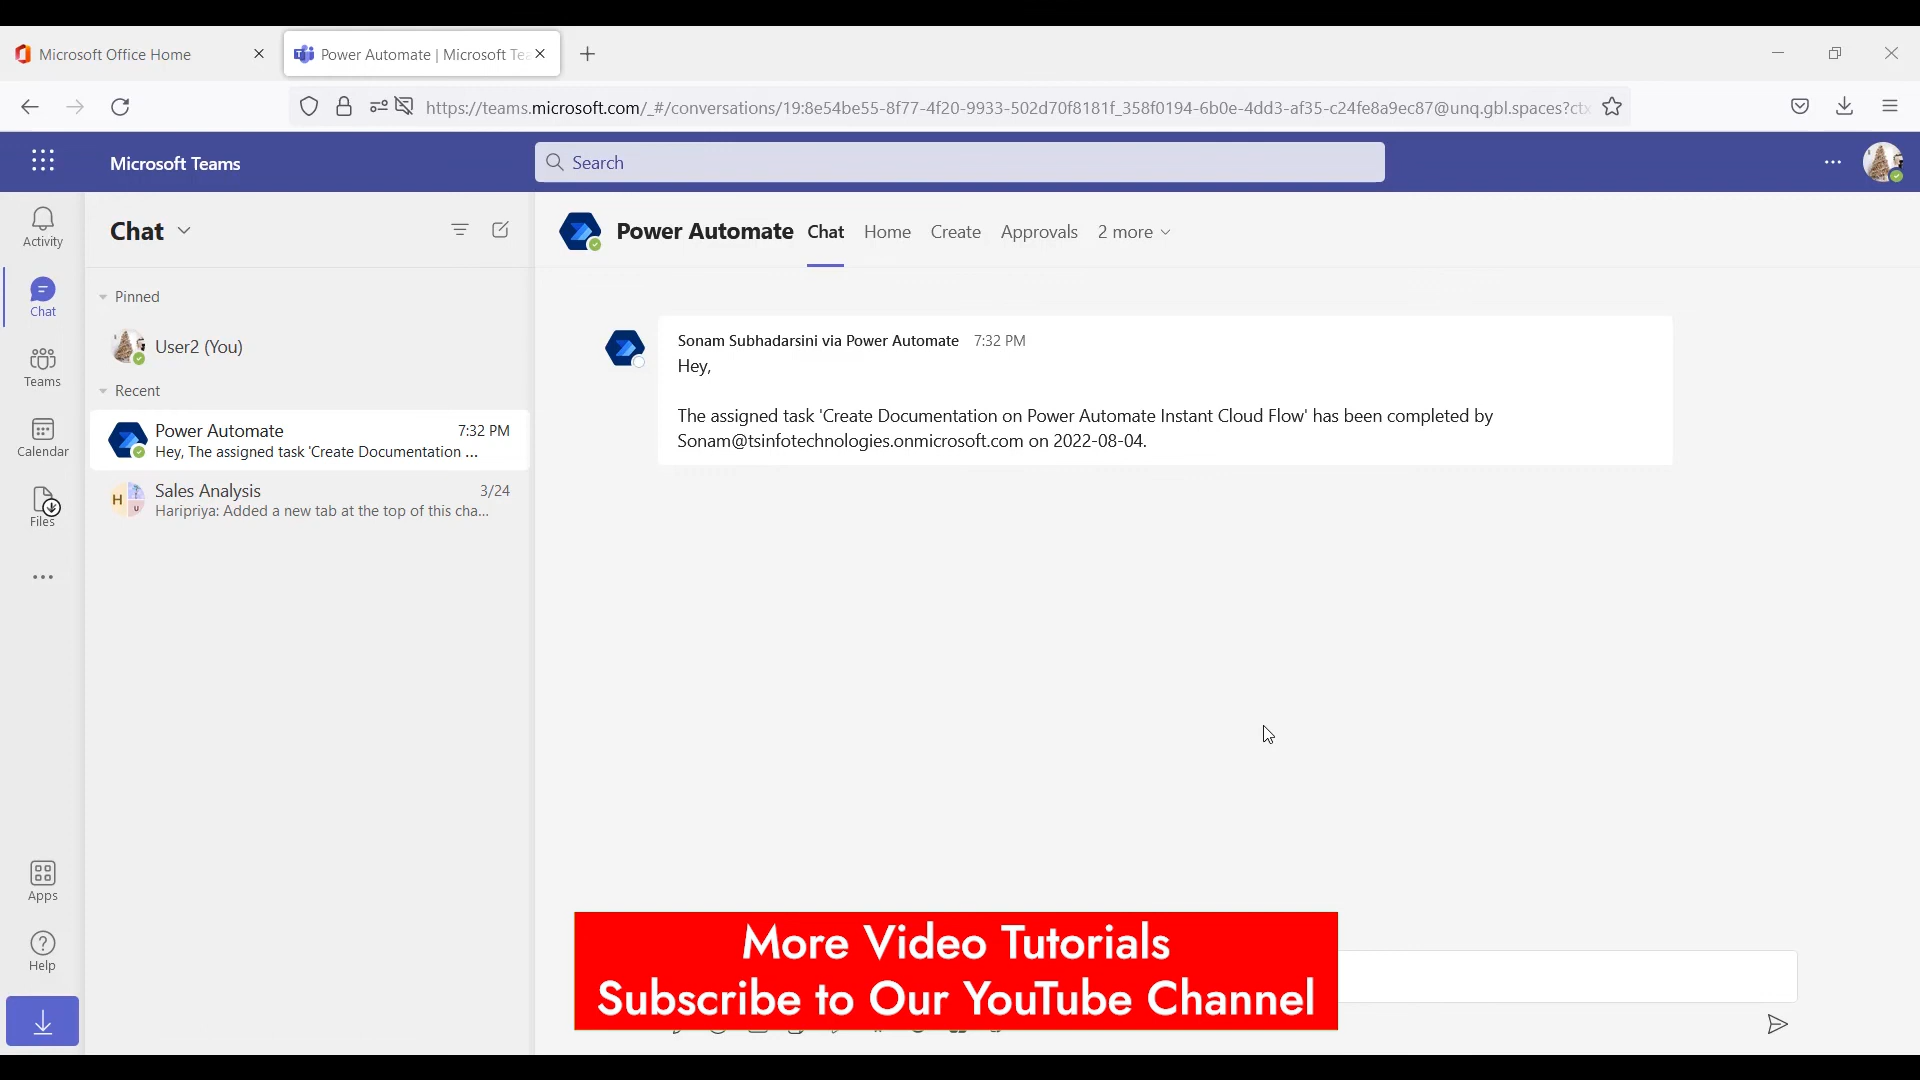 Microsoft Office Home
Power Automate | Microsoft Tea
https://teams.microsoft.com/_#/conversations/19:8e54be55-8f77-4f20-9933-502d70f8181f_358f0194-6b0e-4dd3-af35-c24fe8a9ec87@unq.gbl.spaces?ctx
Microsoft Teams
Search
Activity
Chat
Teams
Calendar
Files
Apps
Help
Chat
Pinned
User2 (You)
Recent
Power Automate 7:32 PM
Hey, The assigned task 'Create Documentation ...
Sales Analysis 3/24
Haripriya: Added a new tab at the top of this cha...
H
u
Power Automate Chat Home Create Approvals 2 more
Sonam Subhadarsini via Power Automate 7:32 PM
Hey,
The assigned task 'Create Documentation on Power Automate Instant Cloud Flow' has been completed by
Sonam@tsinfotechnologies.onmicrosoft.com on 2022-08-04.
More Video Tutorials
Subscribe to Our YouTube Channel